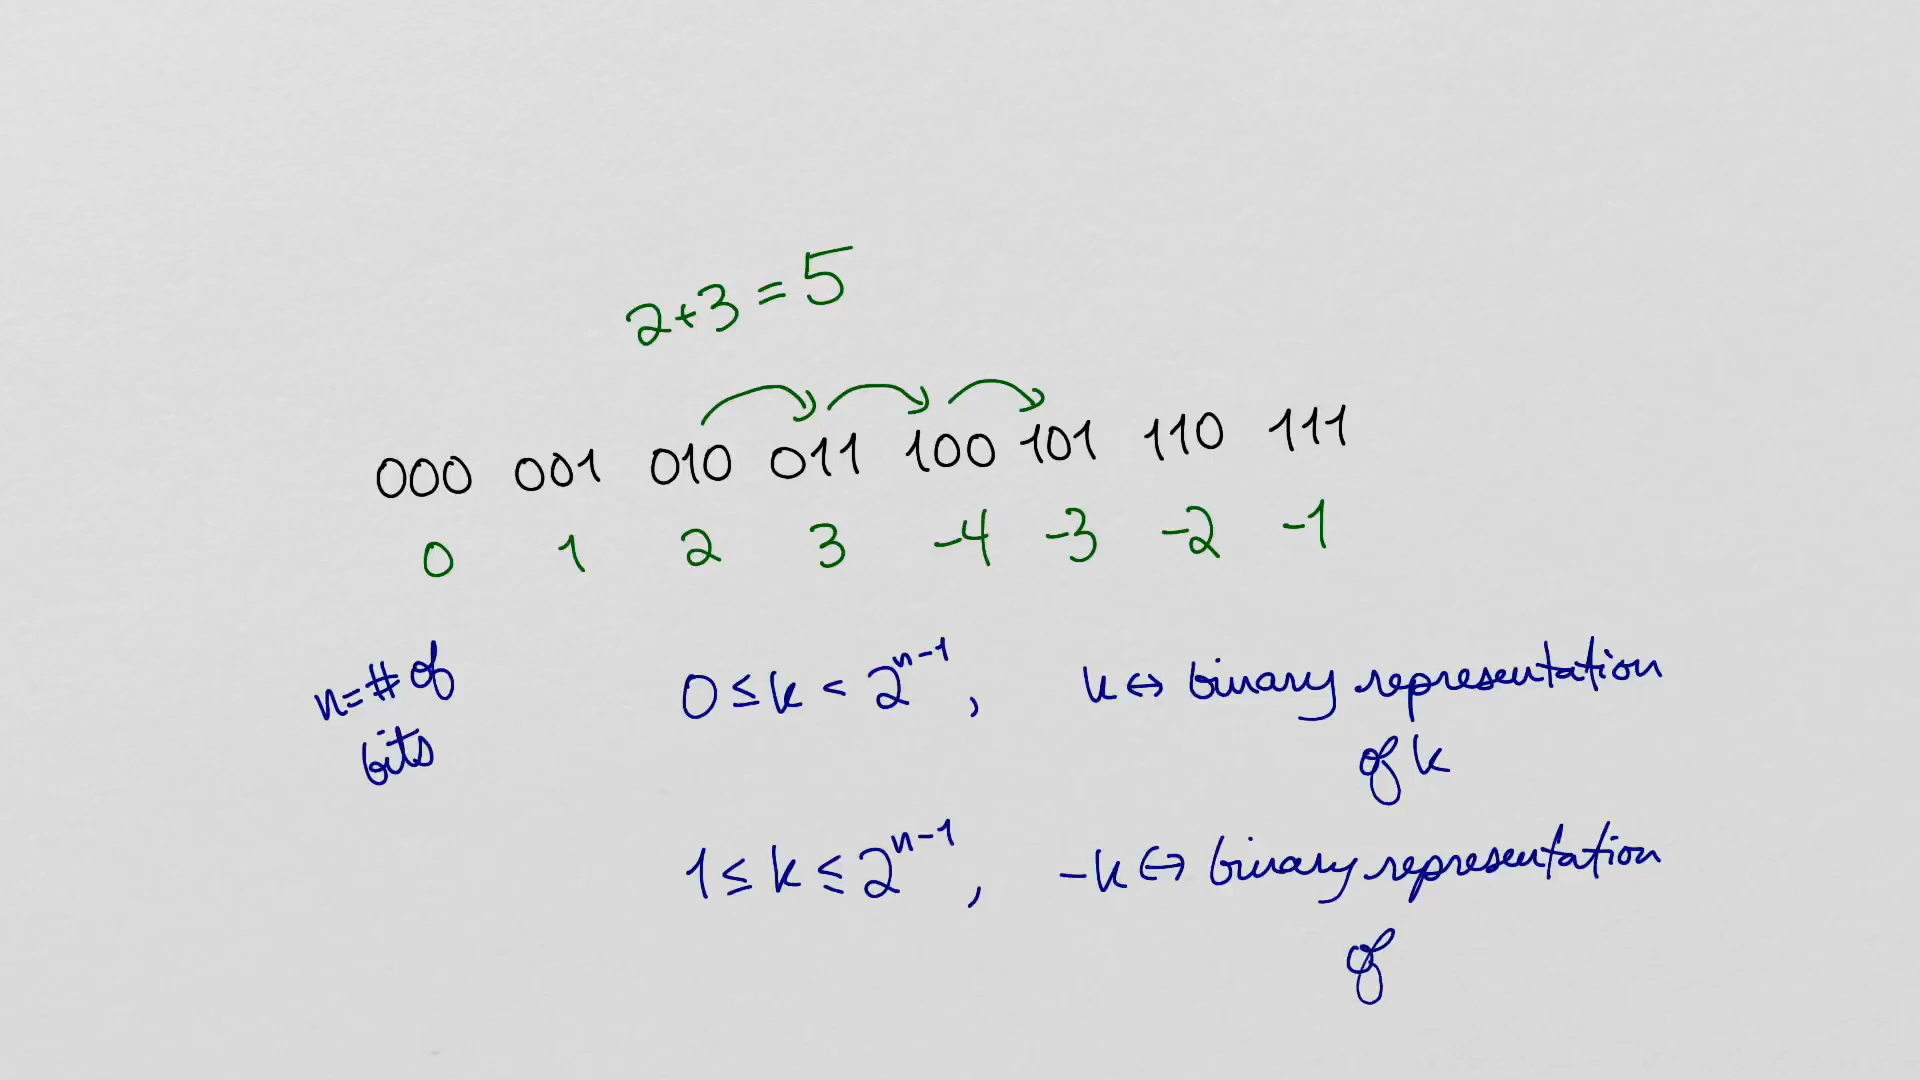 2+3=5
000 001 010 011 100 101 110 111
0 1 2 3 -4 -3 -2 -1
n=# of bits
0 ≤ k < 2^{n-1}, k ↔ binary representation of k
1 ≤ k ≤ 2^{n-1}, -k ↔ binary representation of